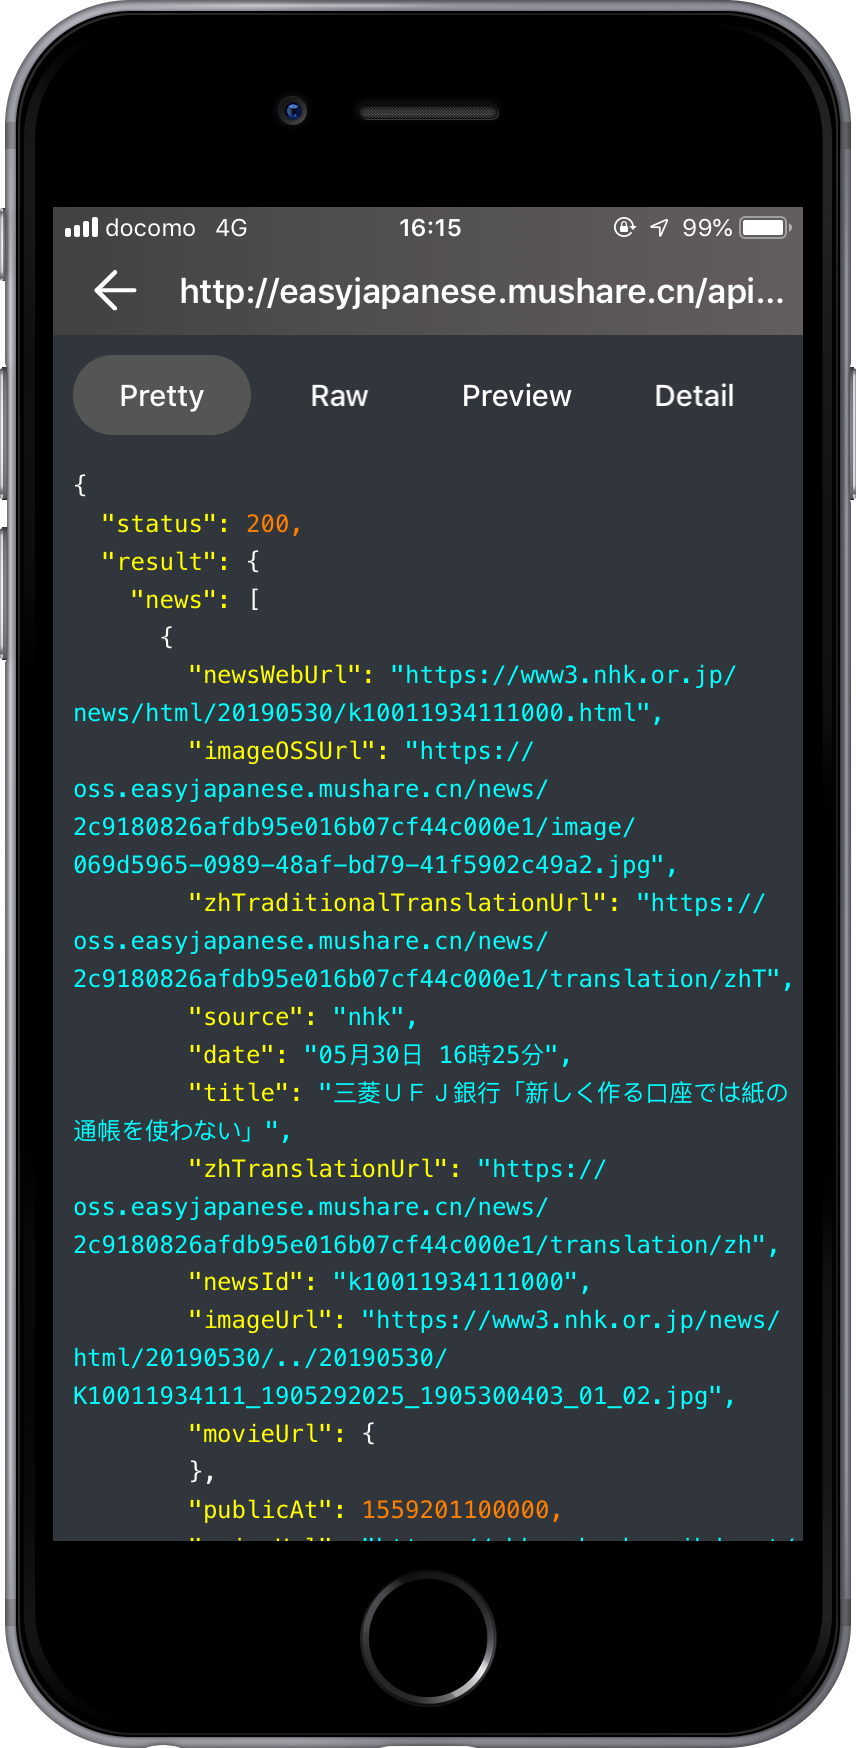 docomo 4G 16:15 99%
http://easyjapanese.mushare.cn/api...
Pretty Raw Preview Detail
{
"status": 200,
"result": {
"news": [
{
"newsWebUrl": "https://www3.nhk.or.jp/
news/html/20190530/k10011934111000.html",
"imageOSSUrl": "https://
oss.easyjapanese.mushare.cn/news/
2c9180826afdb95e016b07cf44c000e1/image/
069d5965-0989-48af-bd79-41f5902c49a2.jpg",
"zhTraditionalTranslationUrl": "https://
oss.easyjapanese.mushare.cn/news/
2c9180826afdb95e016b07cf44c000e1/translation/zhT",
"source": "nhk",
"date": "05月30日 16時25分",
"title": "三菱ＵＦＪ銀行「新しく作る口座では紙の
通帳を使わない」",
"zhTranslationUrl": "https://
oss.easyjapanese.mushare.cn/news/
2c9180826afdb95e016b07cf44c000e1/translation/zh",
"newsId": "k10011934111000",
"imageUrl": "https://www3.nhk.or.jp/news/
html/20190530/../20190530/
K10011934111_1905292025_1905300403_01_02.jpg",
"movieUrl": {
},
"publicAt": 1559201100000,